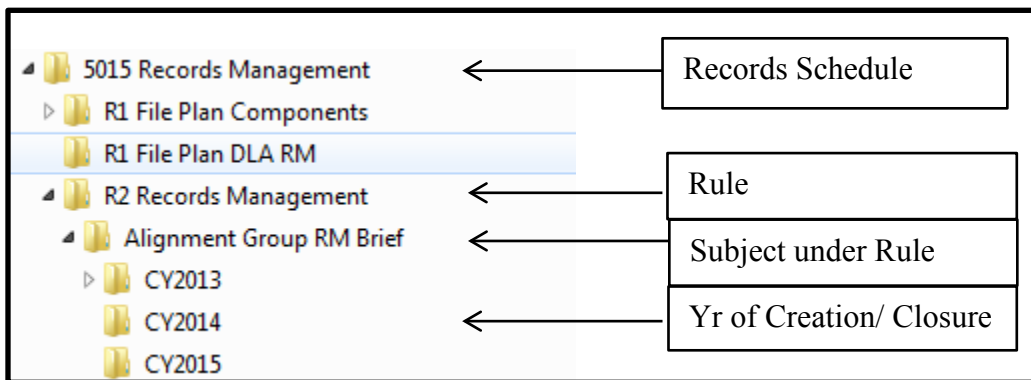 5015 Records Management
Records Schedule
R1 File Plan Components
R1 File Plan DLA RM
R2 Records Management
Rule
Alignment Group RM Brief
Subject under Rule
CY2013
CY2014
Yr of Creation/ Closure
CY2015